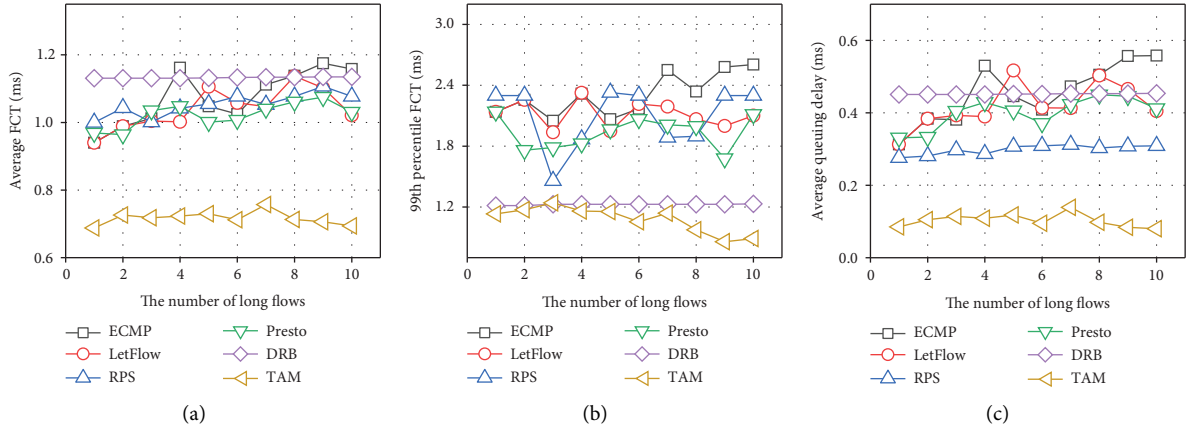 Average FCT (ms)
1.4
1.2
1.0
0.8
0.6
0 2 4 6 8 10
The number of long flows
ECMP Presto
LetFlow DRB
RPS TAM
(a)
99th percentile FCT (ms)
3.0
2.4
1.8
1.2
0 2 4 6 8 10
The number of long flows
ECMP Presto
LetFlow DRB
RPS TAM
(b)
Average queuing delay (ms)
0.6
0.4
0.2
0.0
0 2 4 6 8 10
The number of long flows
ECMP Presto
LetFlow DRB
RPS TAM
(c)